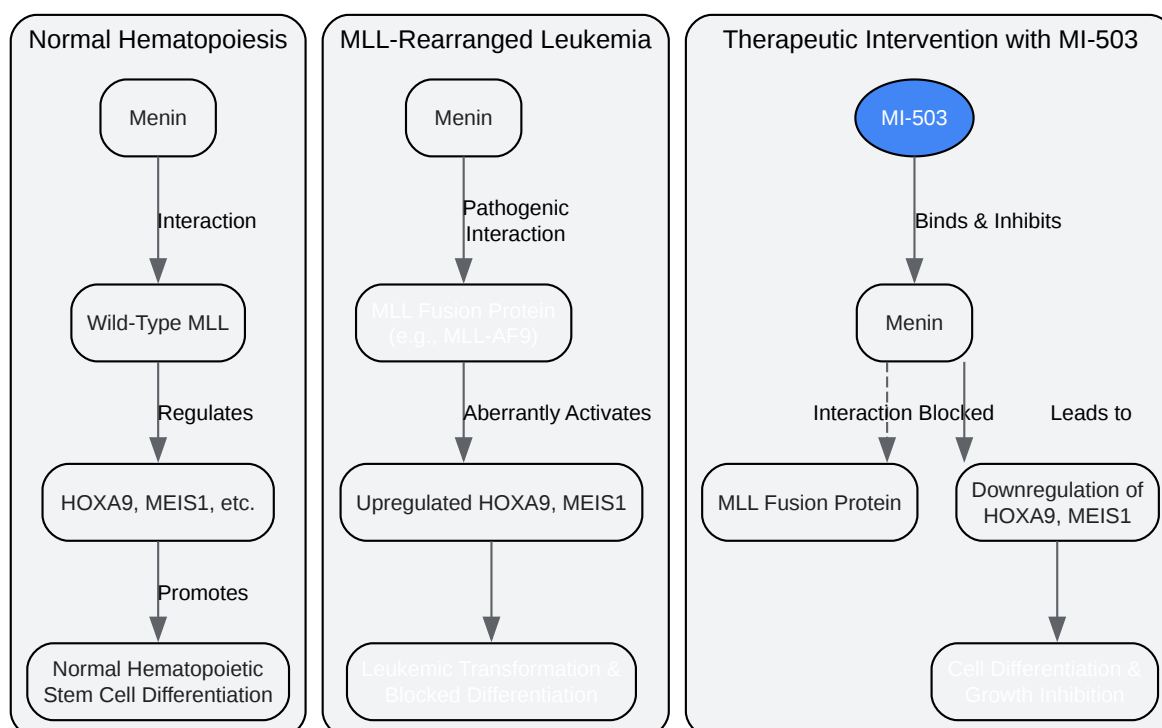 Normal Hematopoiesis
Menin
Interaction
Wild-Type MLL
Regulates
HOXA9, MEIS1, etc.
Promotes
Normal Hematopoietic
Stem Cell Differentiation
MLL-Rearranged Leukemia
Menin
Pathogenic
Interaction
MLL Fusion Protein
(e.g., MLL-AF9)
Aberrantly Activates
Upregulated HOXA9, MEIS1
Leukemic Transformation &
Blocked Differentiation
Therapeutic Intervention with MI-503
MI-503
Binds & Inhibits
Menin
Interaction Blocked
Leads to
MLL Fusion Protein
Downregulation of
HOXA9, MEIS1
Cell Differentiation &
Growth Inhibition